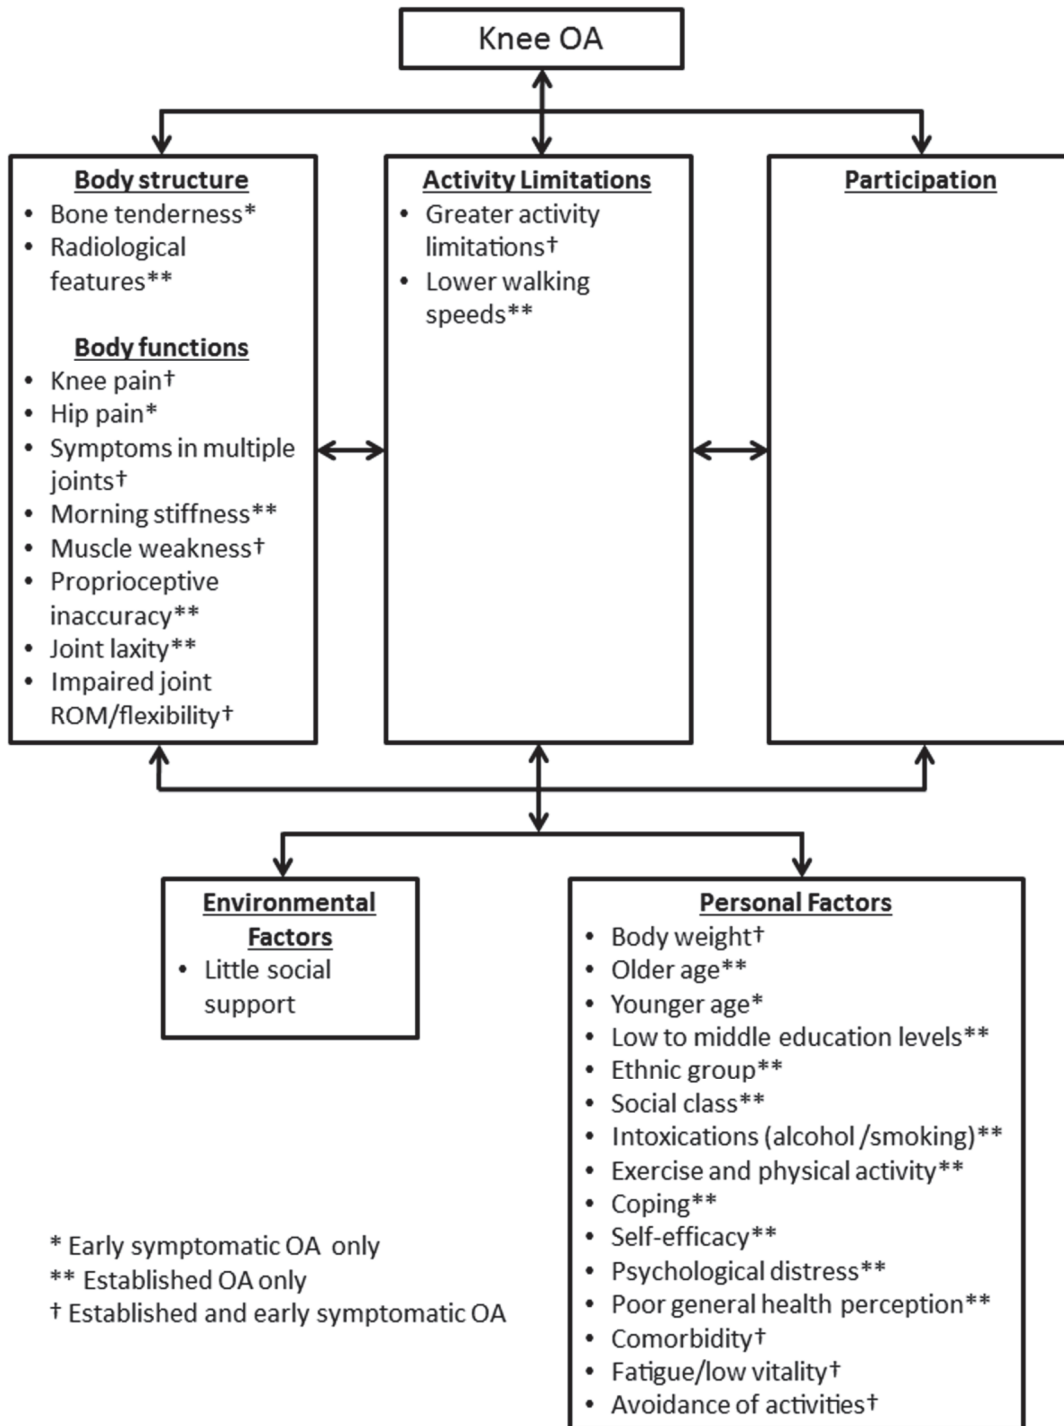 Knee OA
Body structure
• Bone tenderness*
• Radiological
features**
Body functions
• Knee pain†
• Hip pain*
• Symptoms in multiple
joints†
• Morning stiffness**
• Muscle weakness†
• Proprioceptive
inaccuracy**
• Joint laxity**
• Impaired joint
ROM/flexibility†
Activity Limitations
• Greater activity
limitations†
• Lower walking
speeds**
Participation
Environmental
Factors
• Little social
support
Personal Factors
• Body weight†
• Older age**
• Younger age*
• Low to middle education levels**
• Ethnic group**
• Social class**
• Intoxications (alcohol /smoking)**
• Exercise and physical activity**
• Coping**
• Self-efficacy**
• Psychological distress**
• Poor general health perception**
• Comorbidity†
• Fatigue/low vitality†
• Avoidance of activities†
* Early symptomatic OA only
** Established OA only
† Established and early symptomatic OA